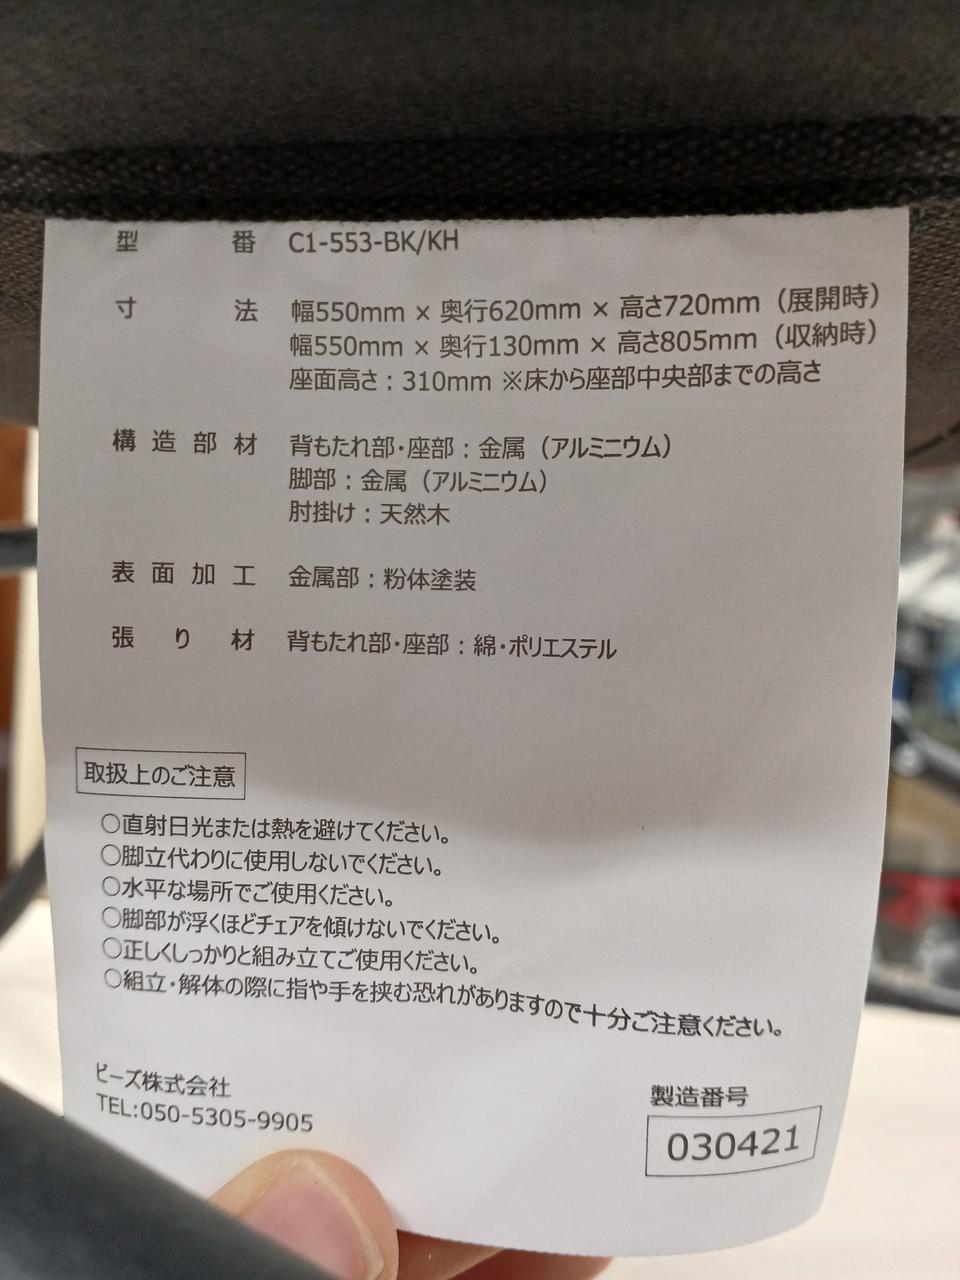 型番 C1-553-BK/KH
寸法 幅550mm × 奥行620mm × 高さ720mm（展開時）
幅550mm × 奥行130mm × 高さ805mm（収納時）
座面高さ：310mm ※床から座部中央部までの高さ
構造部材 背もたれ部・座部：金属（アルミニウム）
脚部：金属（アルミニウム）
肘掛け：天然木
表面加工 金属部：粉体塗装
張り材 背もたれ部・座部：綿・ポリエステル
取扱上のご注意
○直射日光または熱を避けてください。
○脚立代わりに使用しないでください。
○水平な場所でご使用ください。
○脚部が浮くほどチェアを傾けないでください。
○正しくしっかりと組み立てご使用ください。
○組立・解体の際に指や手を挟む恐れがありますので十分ご注意ください。
ビーズ株式会社
TEL:050-5305-9905
製造番号
030421